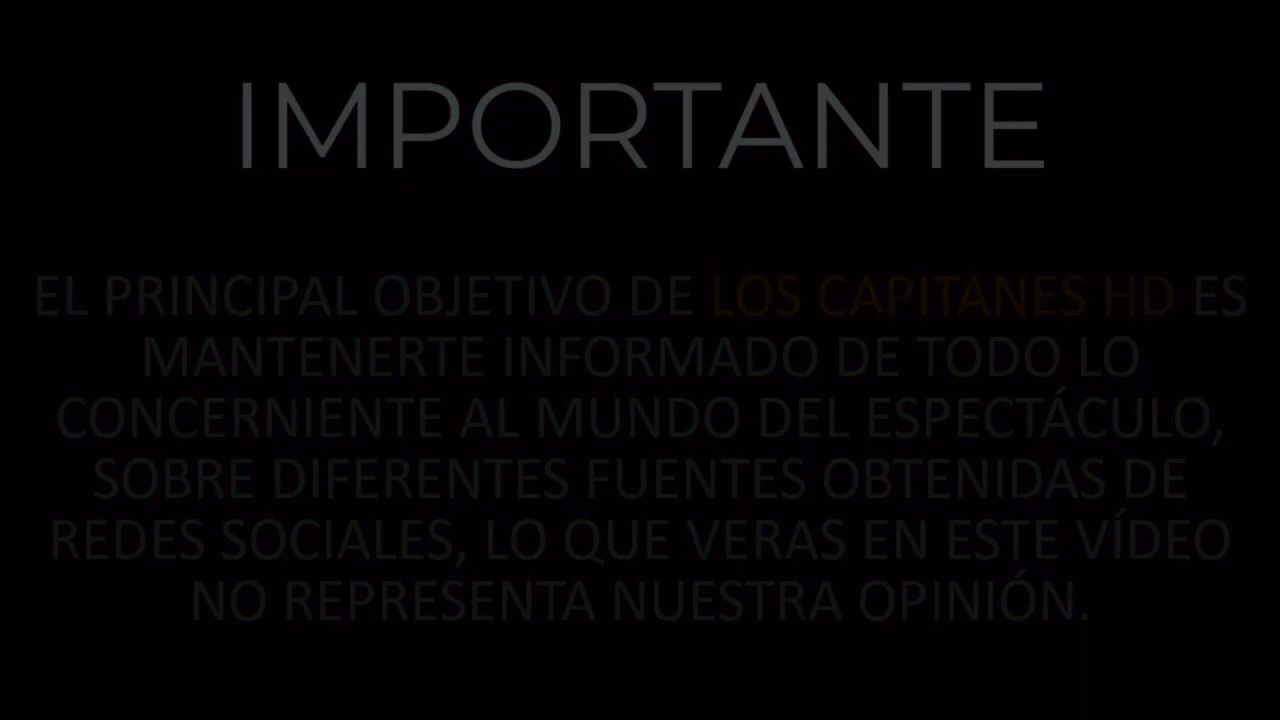 IMPORTANTE
EL PRINCIPAL OBJETIVO DE LOS CAPITANES HD ES
MANTENERTE INFORMADO DE TODO LO
CONCERNIENTE AL MUNDO DEL ESPECTÁCULO,
SOBRE DIFERENTES FUENTES OBTENIDAS DE
REDES SOCIALES, LO QUE VERAS EN ESTE VÍDEO
NO REPRESENTA NUESTRA OPINIÓN.